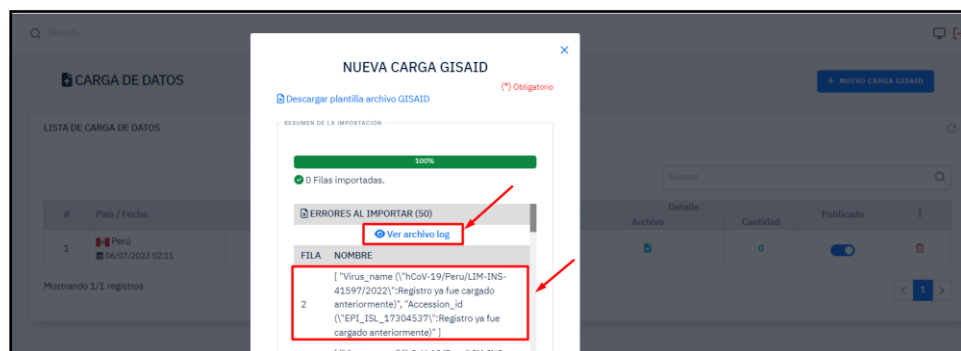 Search...
CARGA DE DATOS
+ NUEVO CARGA GISAID
LISTA DE CARGA DE DATOS
Buscar
# País / Fecha Detalle Publicado
Archivo Cantidad
1 Perú 0
06/07/2023 02:11
Mostrando 1/1 registros
< 1 >
×
NUEVA CARGA GISAID
(*) Obligatorio
Descargar plantilla archivo GISAID
RESUMEN DE LA IMPORTACIÓN
100%
0 Filas importadas.
ERRORES AL IMPORTAR (50)
Ver archivo log
FILA NOMBRE
[ "Virus_name (\"hCoV-19/Peru/LIM-INS-
41597/2022\":Registro ya fue cargado
2 anteriormente)", "Accession_id
(\"EPI_ISL_17304537\":Registro ya fue
cargado anteriormente)" ]